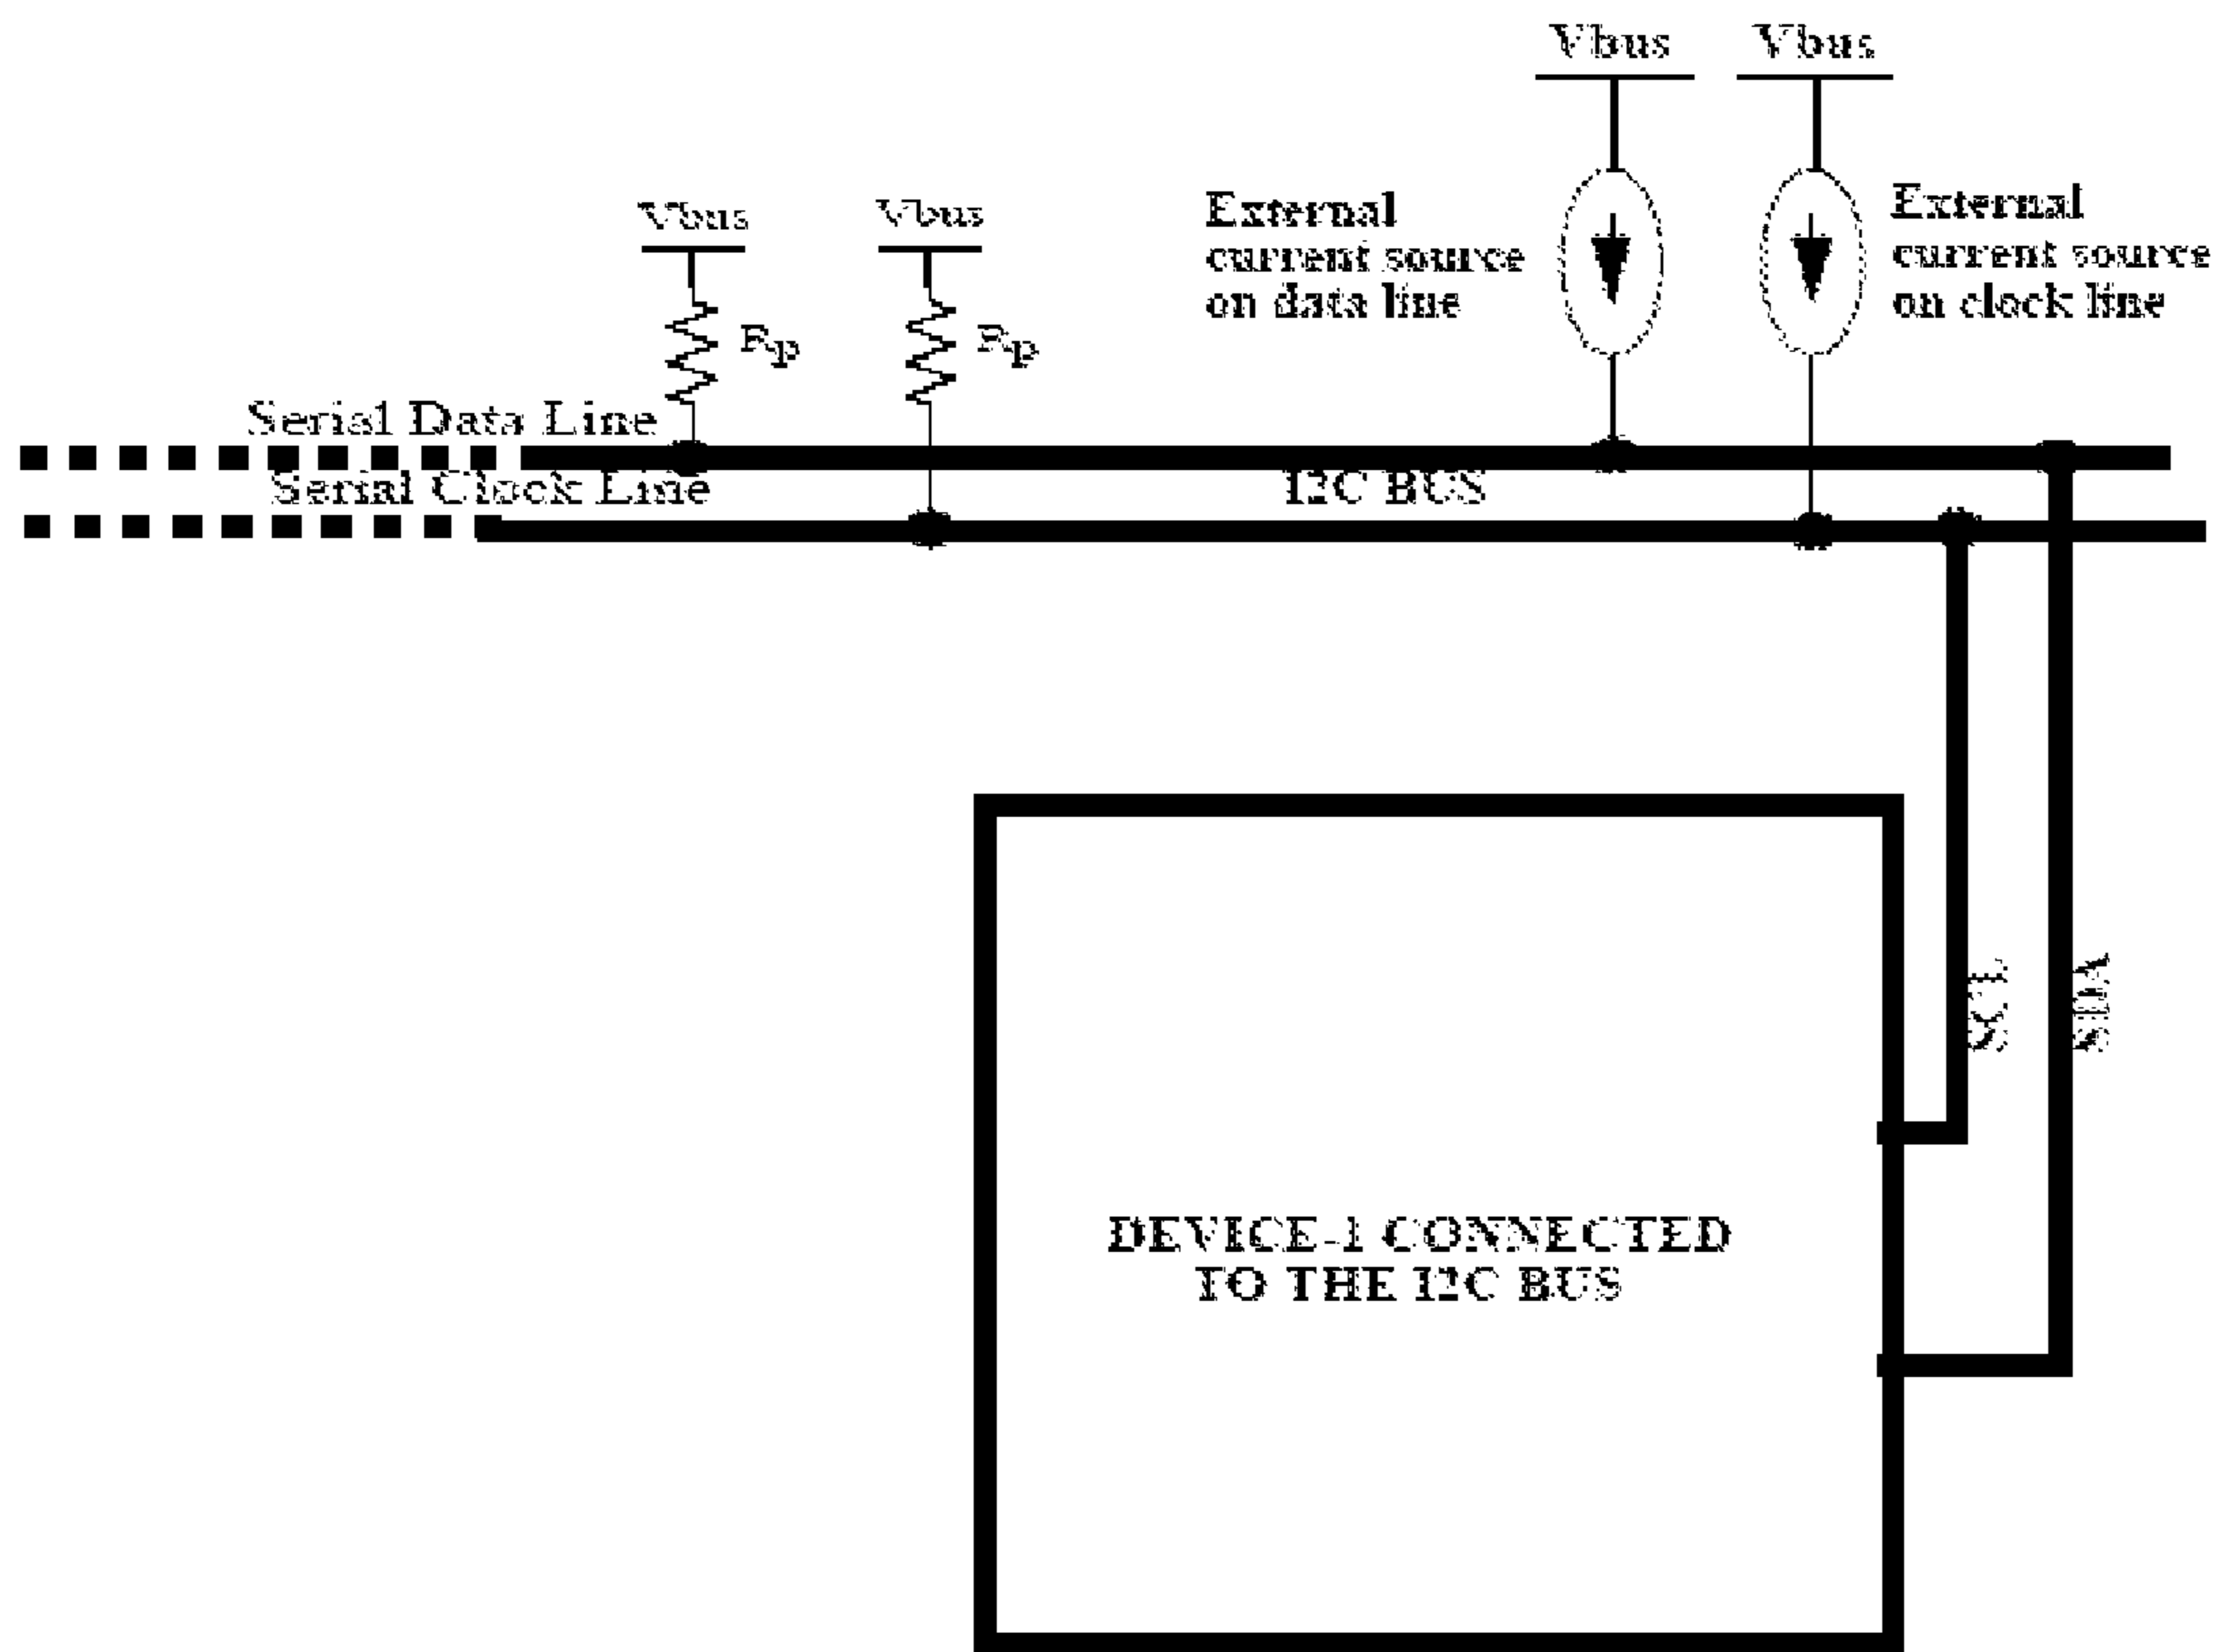 Vbus
Vbus
Vbus
Vbus
External
current source
on data line
External
current source
on clock line
Rp
Rp
Serial Data Line
Serial Clock Line
I2C BUS
SCL
SDA
DEVICE-1 CONNECTED
TO THE I2C BUS